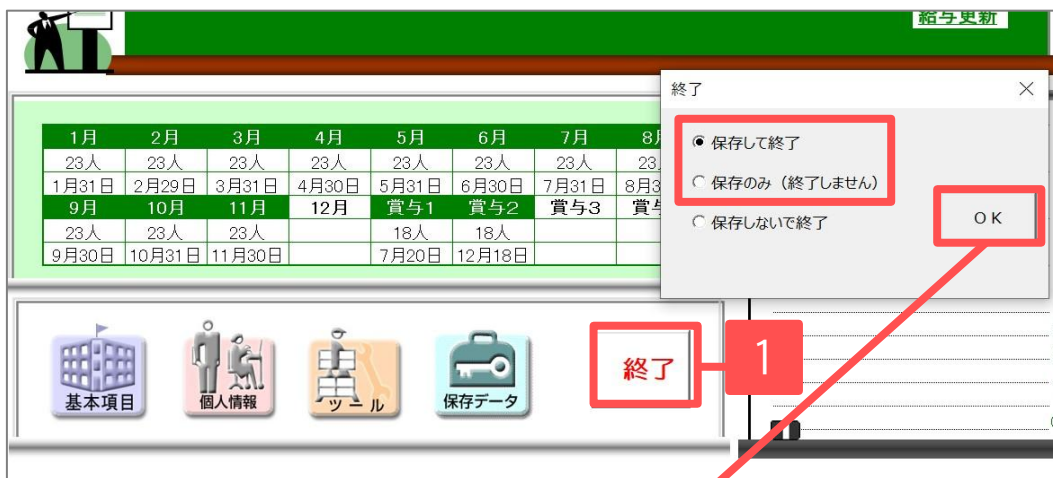 給与更新
終了
1月 2月 3月 4月 5月 6月 7月
23人 23人 23人 23人 23人 23人 23人 23
1月31日 2月29日 3月31日 4月30日 5月31日 6月30日 7月31日
9月 10月 11月 12月 賞与1 賞与2 賞与3
23人 23人 23人 18人 18人
9月30日 10月31日 11月30日 7月20日 12月18日
保存して終了
保存のみ（終了しません）
保存しないで終了
OK
基本項目
個人情報
ツール
保存データ
終了
1